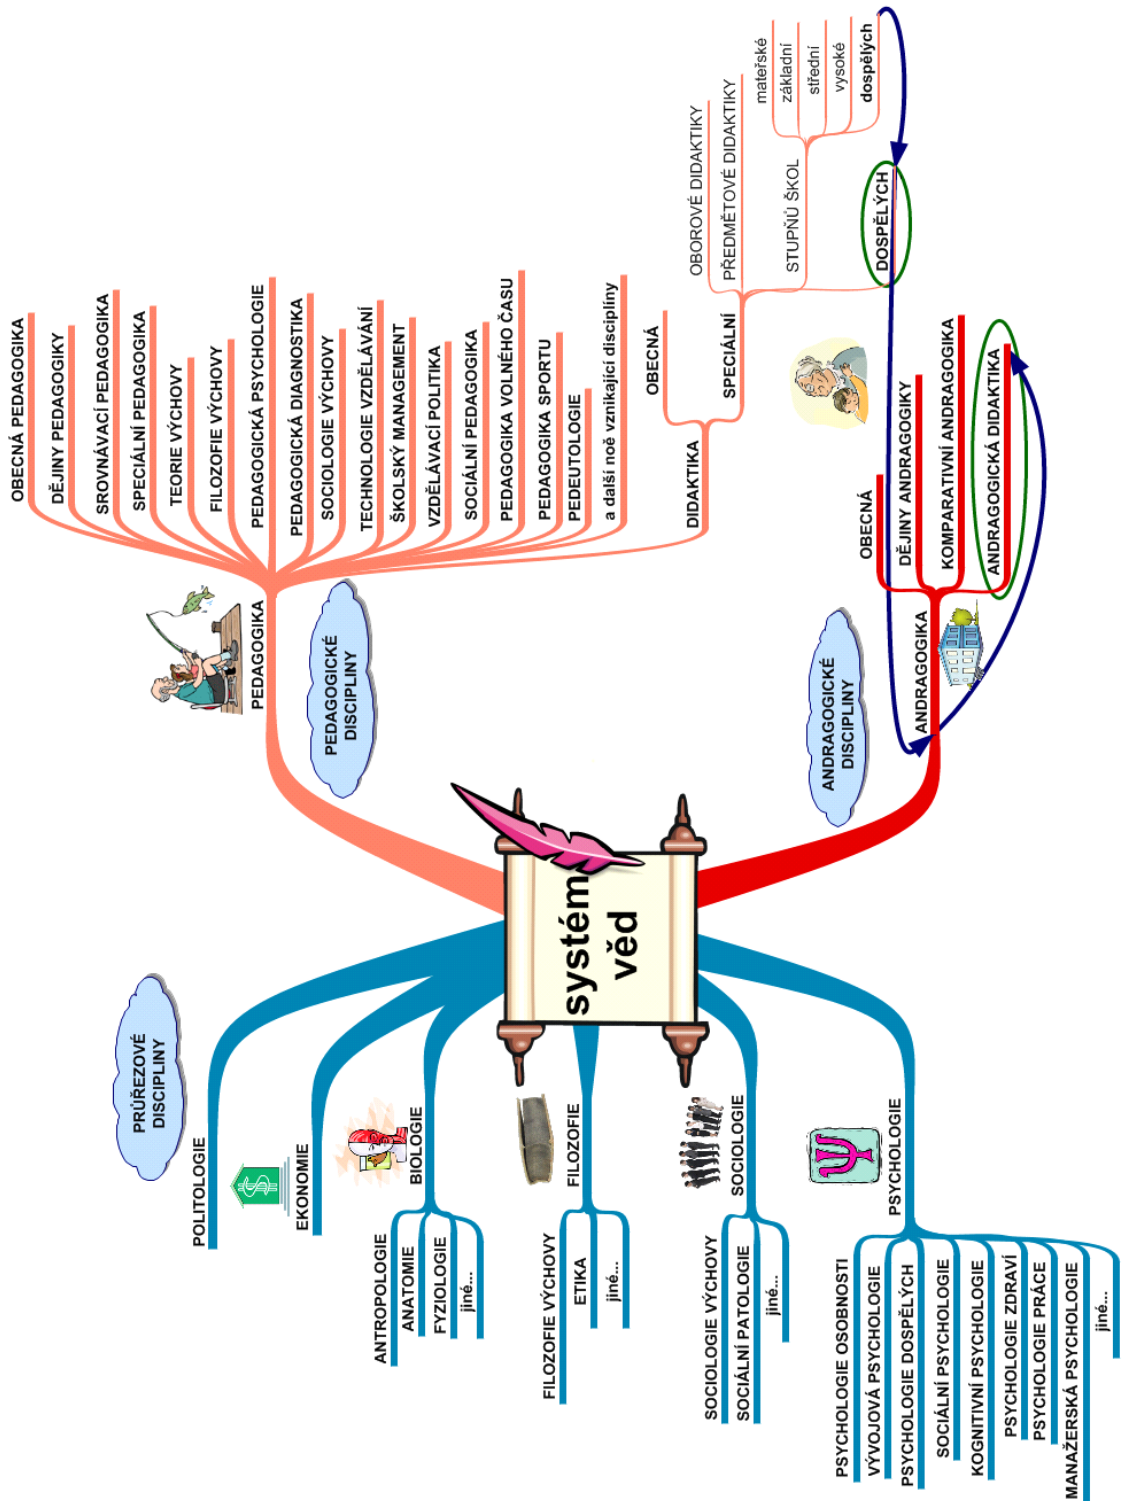 systém
věd
PRŮŘEZOVÉ
DISCIPLINY
POLITOLOGIE
EKONOMIE
BIOLOGIE
ANTROPOLOGIE
ANATOMIE
FYZIOLOGIE
jiné...
FILOZOFIE
FILOZOFIE VÝCHOVY
ETIKA
jiné...
SOCIOLOGIE
SOCIOLOGIE VÝCHOVY
SOCIÁLNÍ PATOLOGIE
jiné...
PSYCHOLOGIE
PSYCHOLOGIE OSOBNOSTI
VÝVOJOVÁ PSYCHOLOGIE
PSYCHOLOGIE DOSPĚLÝCH
SOCIÁLNÍ PSYCHOLOGIE
KOGNITIVNÍ PSYCHOLOGIE
PSYCHOLOGIE ZDRAVÍ
PSYCHOLOGIE PRÁCE
MANAŽERSKÁ PSYCHOLOGIE
jiné...
PEDAGOGICKÉ
DISCIPLINY
PEDAGOGIKA
OBECNÁ PEDAGOGIKA
DĚJINY PEDAGOGIKY
SROVNÁVACÍ PEDAGOGIKA
SPECIÁLNÍ PEDAGOGIKA
TEORIE VÝCHOVY
FILOZOFIE VÝCHOVY
PEDAGOGICKÁ PSYCHOLOGIE
PEDAGOGICKÁ DIAGNOSTIKA
SOCIOLOGIE VÝCHOVY
TECHNOLOGIE VZDĚLÁVÁNÍ
ŠKOLSKÝ MANAGEMENT
VZDĚLÁVACÍ POLITIKA
SOCIÁLNÍ PEDAGOGIKA
PEDAGOGIKA VOLNÉHO ČASU
PEDAGOGIKA SPORTU
PEDEUTOLOGIE
a další noě vznikající disciplíny
DIDAKTIKA
OBECNÁ
SPECIÁLNÍ
OBOROVÉ DIDAKTIKY
PŘEDMĚTOVÉ DIDAKTIKY
STUPŇŮ ŠKOL
mateřské
základní
střední
vysoké
dospělých
DOSPĚLÝCH
ANDRAGOGICKÉ
DISCIPLINY
ANDRAGOGIKA
OBECNÁ
DĚJINY ANDRAGOGIKY
KOMPARATIVNÍ ANDRAGOGIKA
ANDRAGOGICKÁ DIDAKTIKA